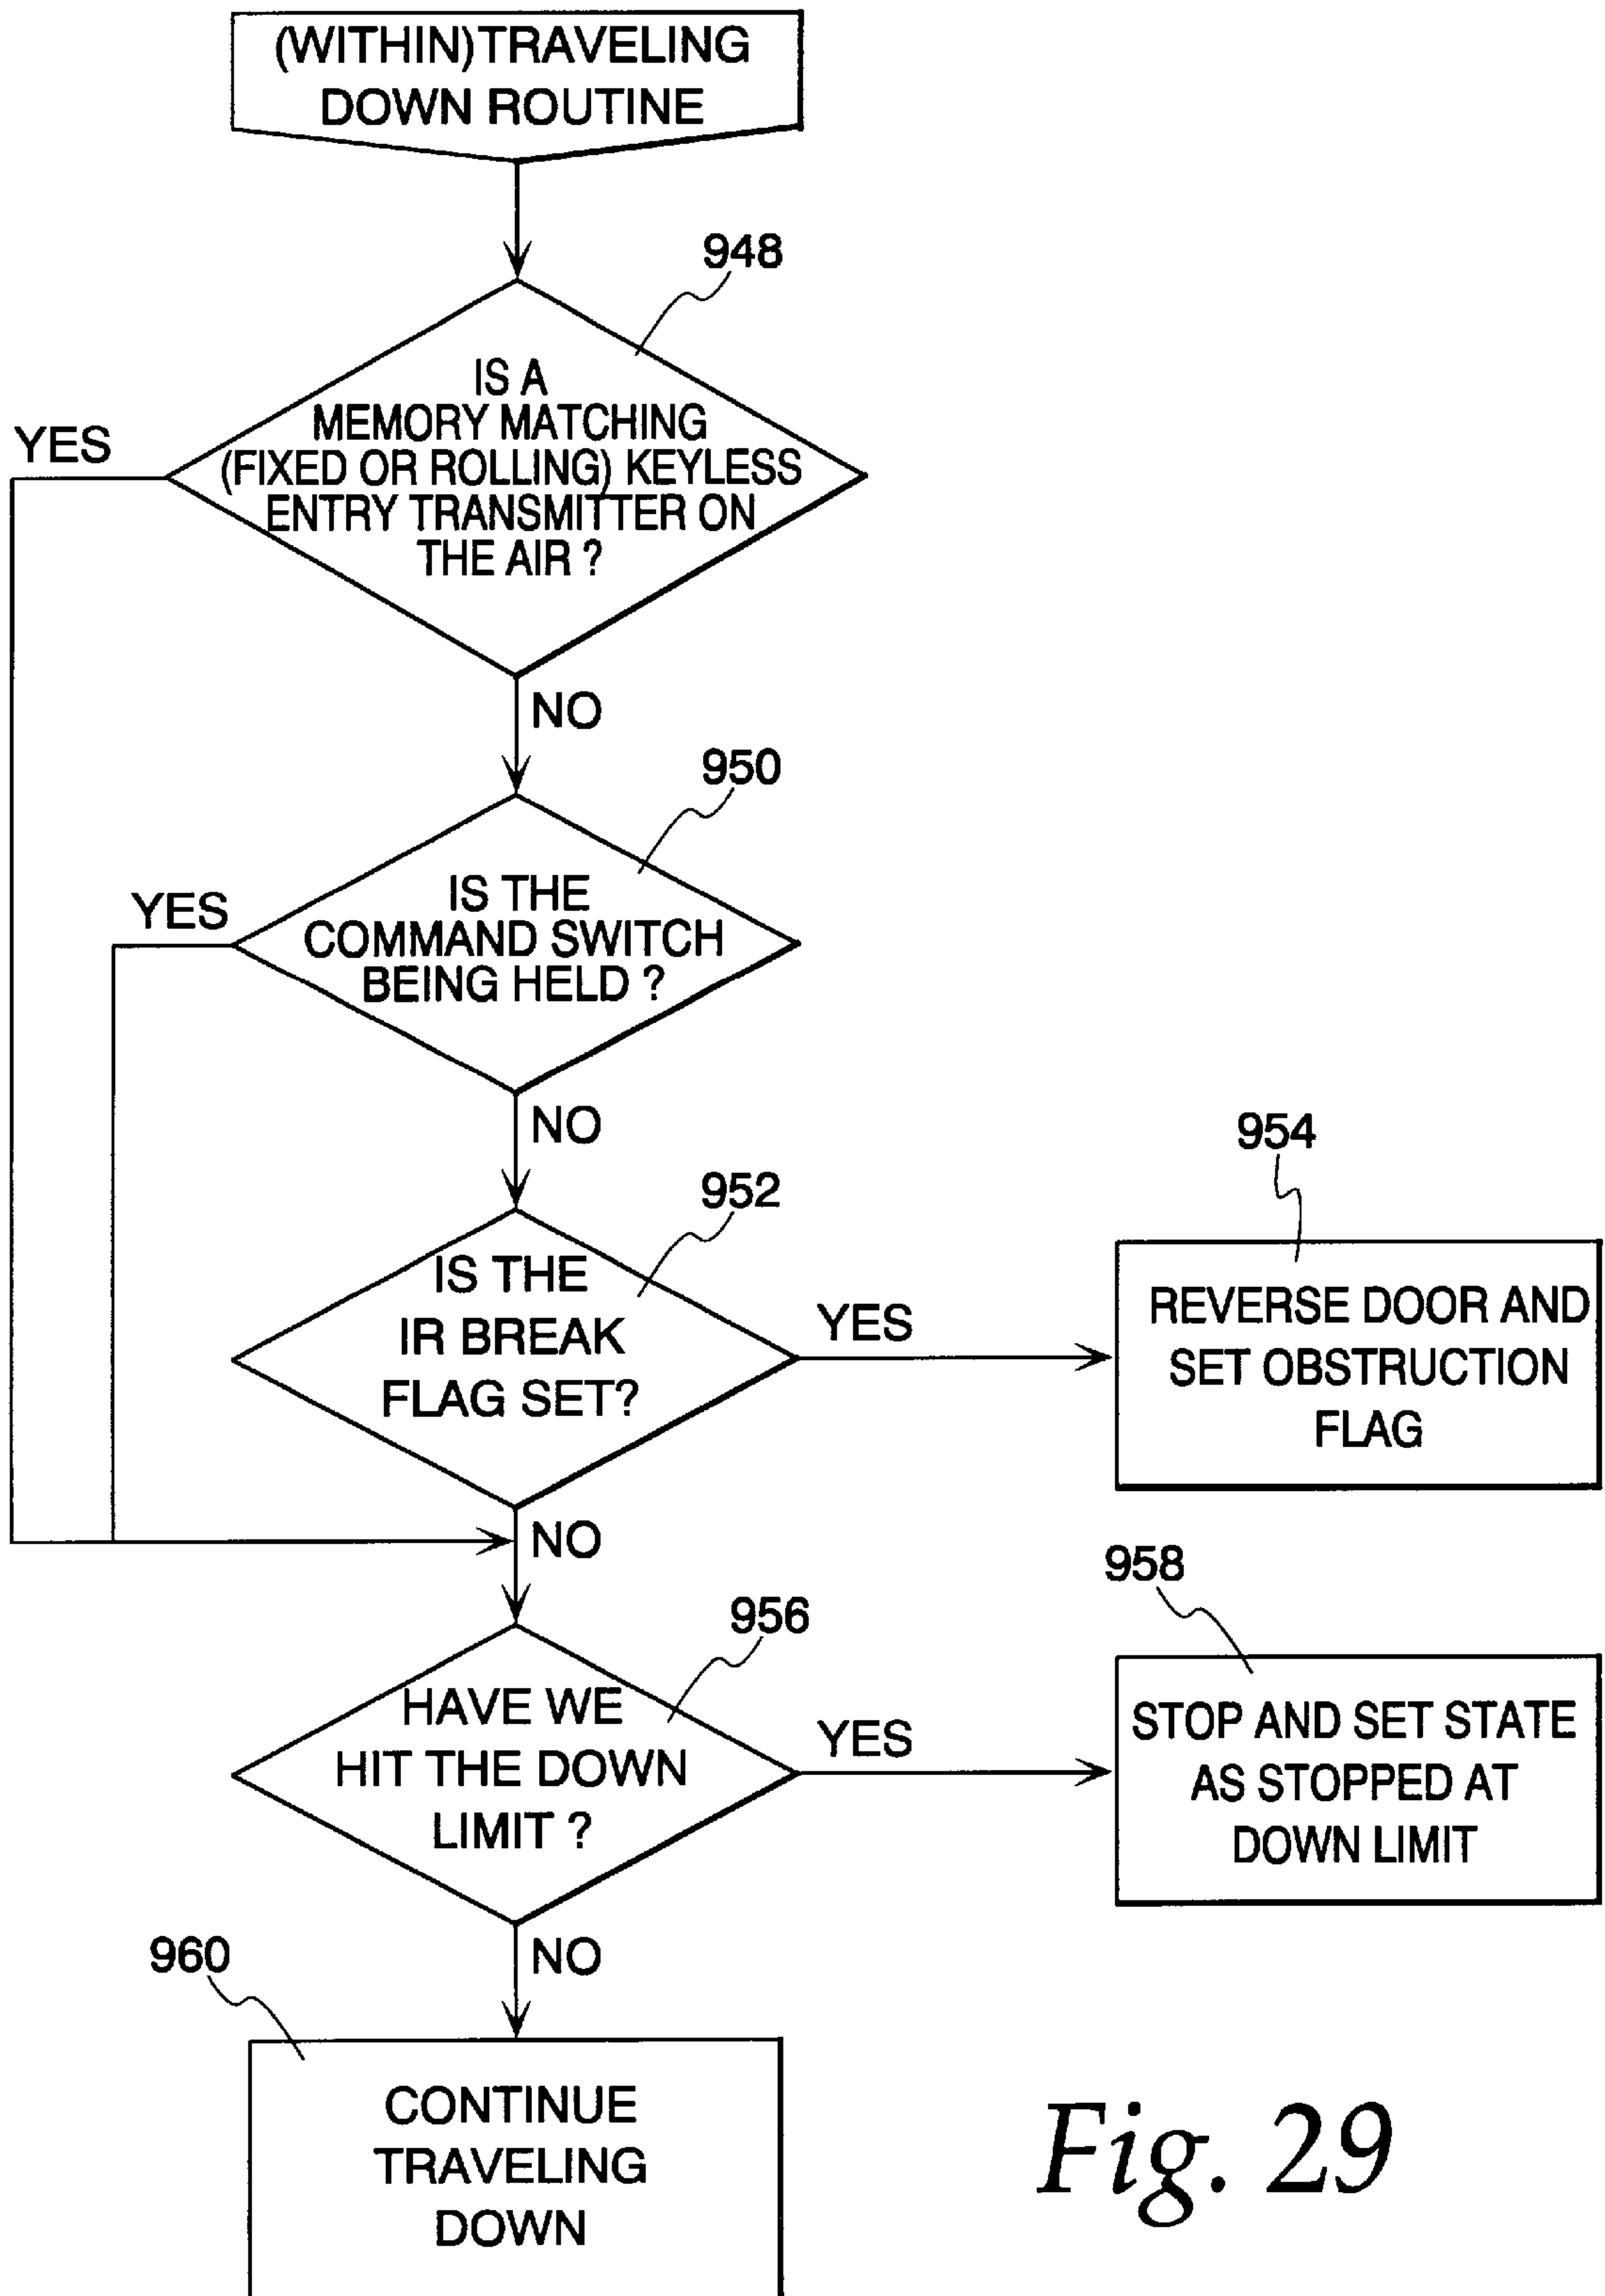 (WITHIN)TRAVELING
DOWN ROUTINE
948
IS A
MEMORY MATCHING
(FIXED OR ROLLING) KEYLESS
ENTRY TRANSMITTER ON
THE AIR ?
YES
NO
950
IS THE
COMMAND SWITCH
BEING HELD ?
YES
NO
952
IS THE
IR BREAK
FLAG SET?
YES
954
REVERSE DOOR AND
SET OBSTRUCTION
FLAG
NO
956
HAVE WE
HIT THE DOWN
LIMIT ?
YES
958
STOP AND SET STATE
AS STOPPED AT
DOWN LIMIT
NO
960
CONTINUE
TRAVELING
DOWN
Fig. 29